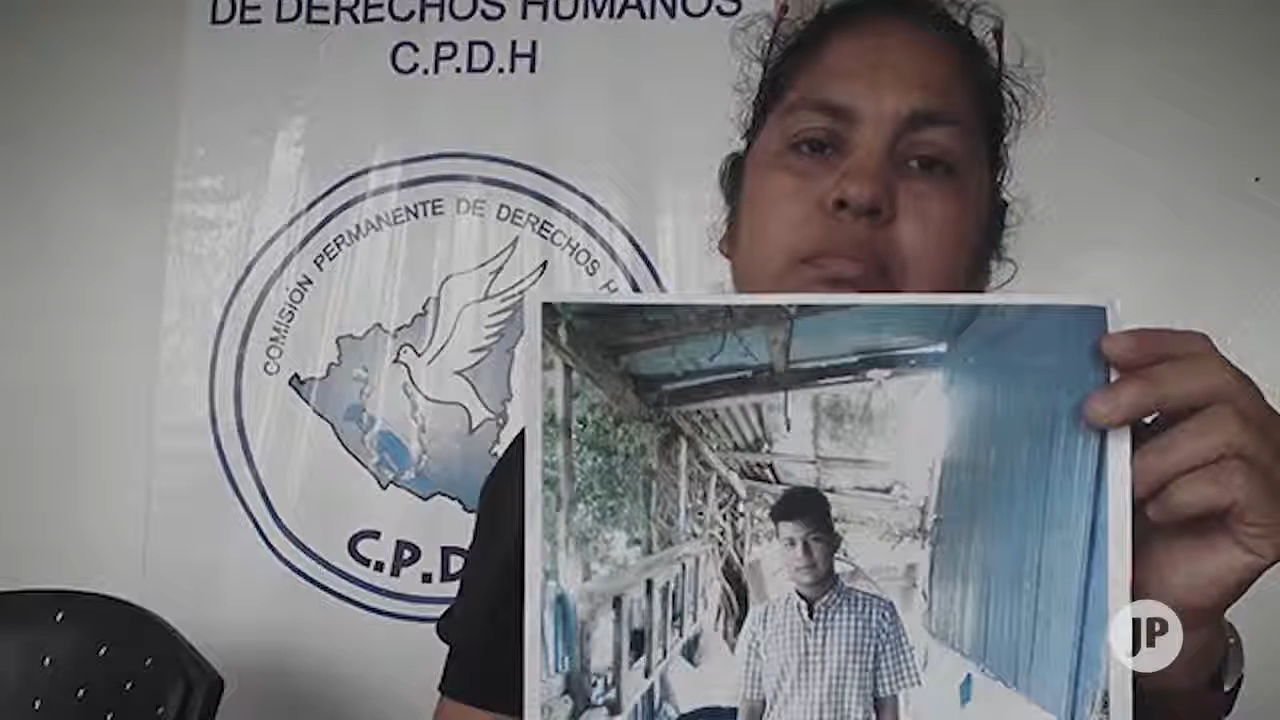 DE DERECHOS HUMANOS
C.P.D.H
COMISIÓN PERMANENTE DE DERECHOS H
C.P.D
JP